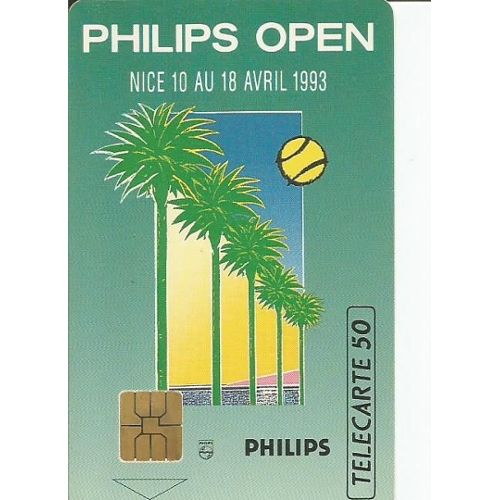 PHILIPS OPEN
NICE 10 AU 18 AVRIL 1993
PHILIPS
TELECARTE 50